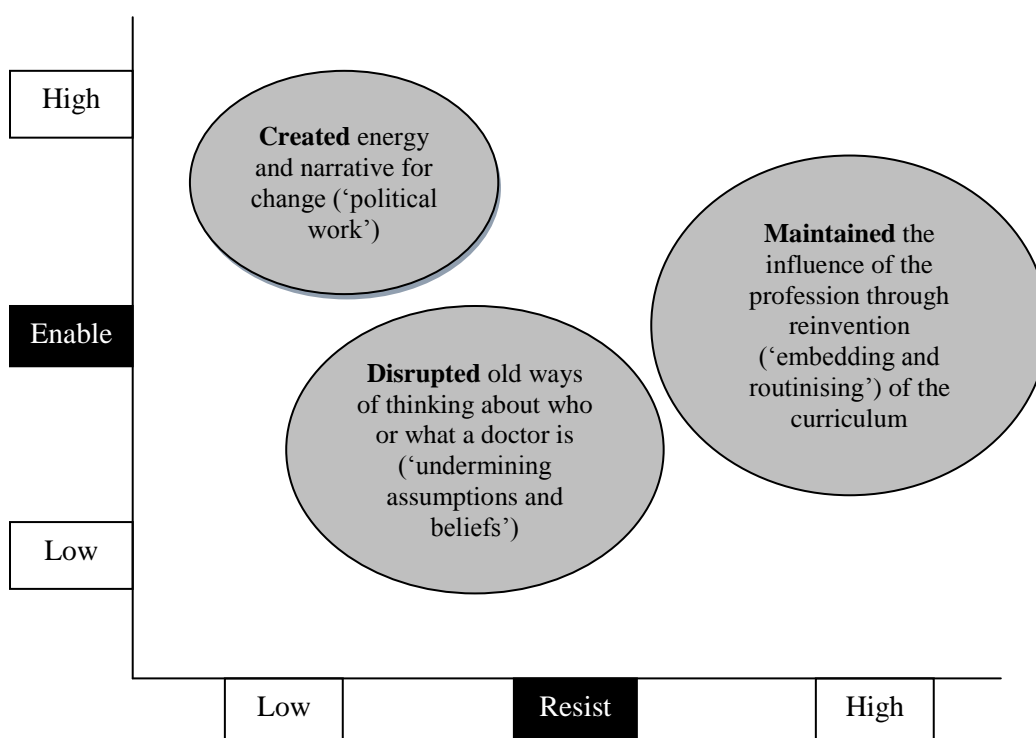 High
Created energy
and narrative for
change (‘political
work’)
Maintained the
influence of the
profession through
reinvention
(‘embedding and
routinising’) of the
curriculum
Enable
Disrupted old ways
of thinking about who
or what a doctor is
(‘undermining
assumptions and
beliefs’)
Low
Low
Resist
High